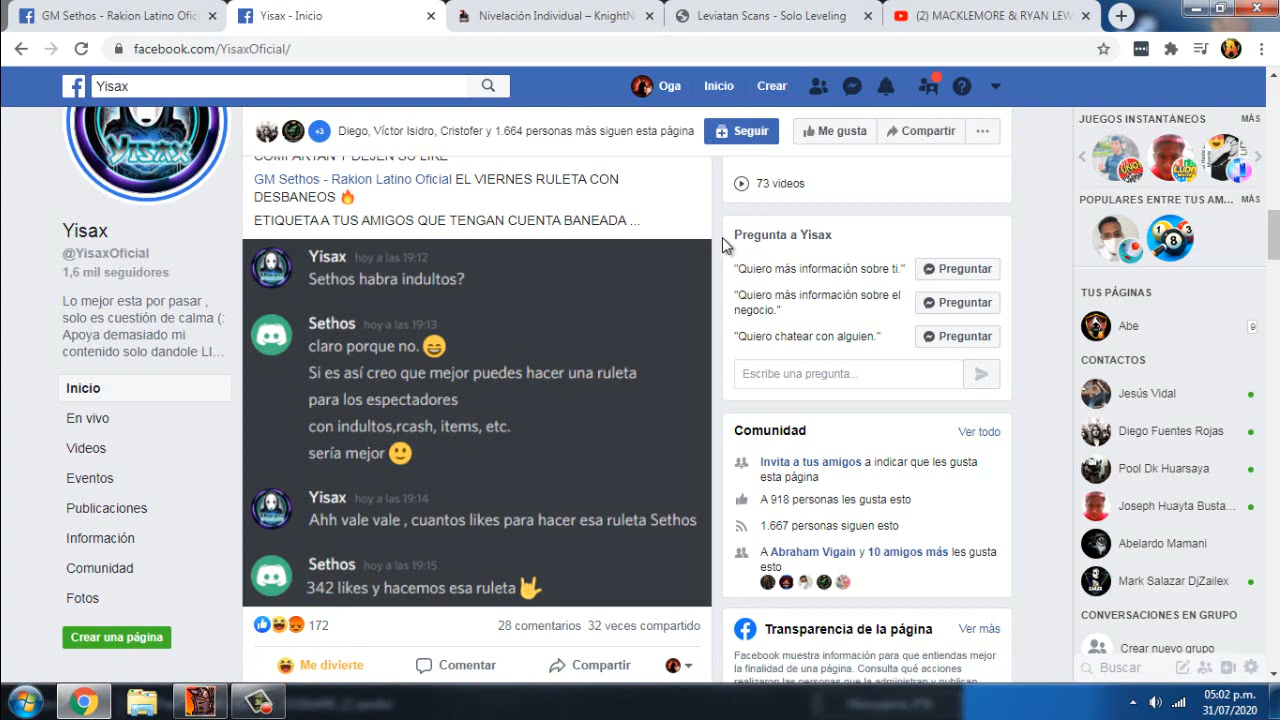 GM Sethos - Rakion Latino Ofic
Yisax - Inicio
Nivelación Individual – KnightN
Leviatan Scans - Solo Leveling
(2) MACKLEMORE & RYAN LEW
facebook.com/YisaxOficial/
Yisax
Oga
Inicio
Crear
Diego, Víctor Isidro, Cristofer y 1.664 personas más siguen esta página
+3
Seguir
Me gusta
Compartir
YISAX
Yisax
@YisaxOficial
1,6 mil seguidores
Lo mejor esta por pasar ,
solo es cuestión de calma (:
Apoya demasiado mi
contenido solo dandole LI...
Inicio
En vivo
Videos
Eventos
Publicaciones
Información
Comunidad
Fotos
Crear una página
COMPARTAN Y DEJEN SU LIKE
GM Sethos - Rakion Latino Oficial EL VIERNES RULETA CON
DESBANEOS 🔥
ETIQUETA A TUS AMIGOS QUE TENGAN CUENTA BANEADA ...
Yisax hoy a las 19:12
Sethos habra indultos?
Sethos hoy a las 19:13
claro porque no. 😄
Si es así creo que mejor puedes hacer una ruleta
para los espectadores
con indultos,rcash, items, etc.
sería mejor 🙂
Yisax hoy a las 19:14
Ahh vale vale , cuantos likes para hacer esa ruleta Sethos
Sethos hoy a las 19:15
342 likes y hacemos esa ruleta 🤘
172
28 comentarios 32 veces compartido
Me divierte
Comentar
Compartir
73 videos
Pregunta a Yisax
"Quiero más información sobre ti."
Preguntar
"Quiero más información sobre el
negocio."
Preguntar
"Quiero chatear con alguien."
Preguntar
Escribe una pregunta...
Comunidad
Ver todo
Invita a tus amigos a indicar que les gusta
esta página
A 918 personas les gusta esto
1.667 personas siguen esto
A Abraham Vigain y 10 amigos más les gusta
esto
Transparencia de la página
Ver más
Facebook muestra información para que entiendas mejor
la finalidad de una página. Consulta qué acciones
realizaron las personas que la administran y publican
JUEGOS INSTANTÁNEOS
MÁS
POPULARES ENTRE TUS AM...
MÁS
8
TUS PÁGINAS
Abe
9
CONTACTOS
Jesús Vidal
Diego Fuentes Rojas
Pool Dk Huarsaya
Joseph Huayta Busta...
Abelardo Mamani
Mark Salazar DjZailex
CONVERSACIONES EN GRUPO
Crear nuevo grupo
Buscar
05:02 p.m.
31/07/2020